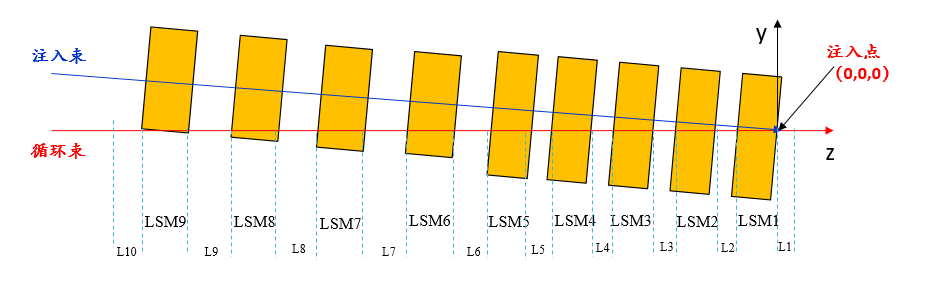 y
注入束
注入点
(0,0,0)
循环束
z
LSM9
LSM8
LSM7
LSM6
LSM5
LSM4
LSM3
LSM2
LSM1
L10
L9
L8
L7
L6
L5
L4
L3
L2
L1